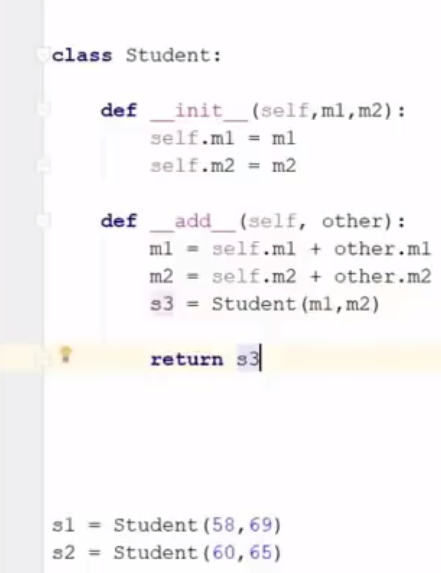 class Student:
def __init__(self,m1,m2):
self.m1 = m1
self.m2 = m2
def __add__(self, other):
m1 = self.m1 + other.m1
m2 = self.m2 + other.m2
s3 = Student(m1,m2)
return s3
s1 = Student(58,69)
s2 = Student(60,65)